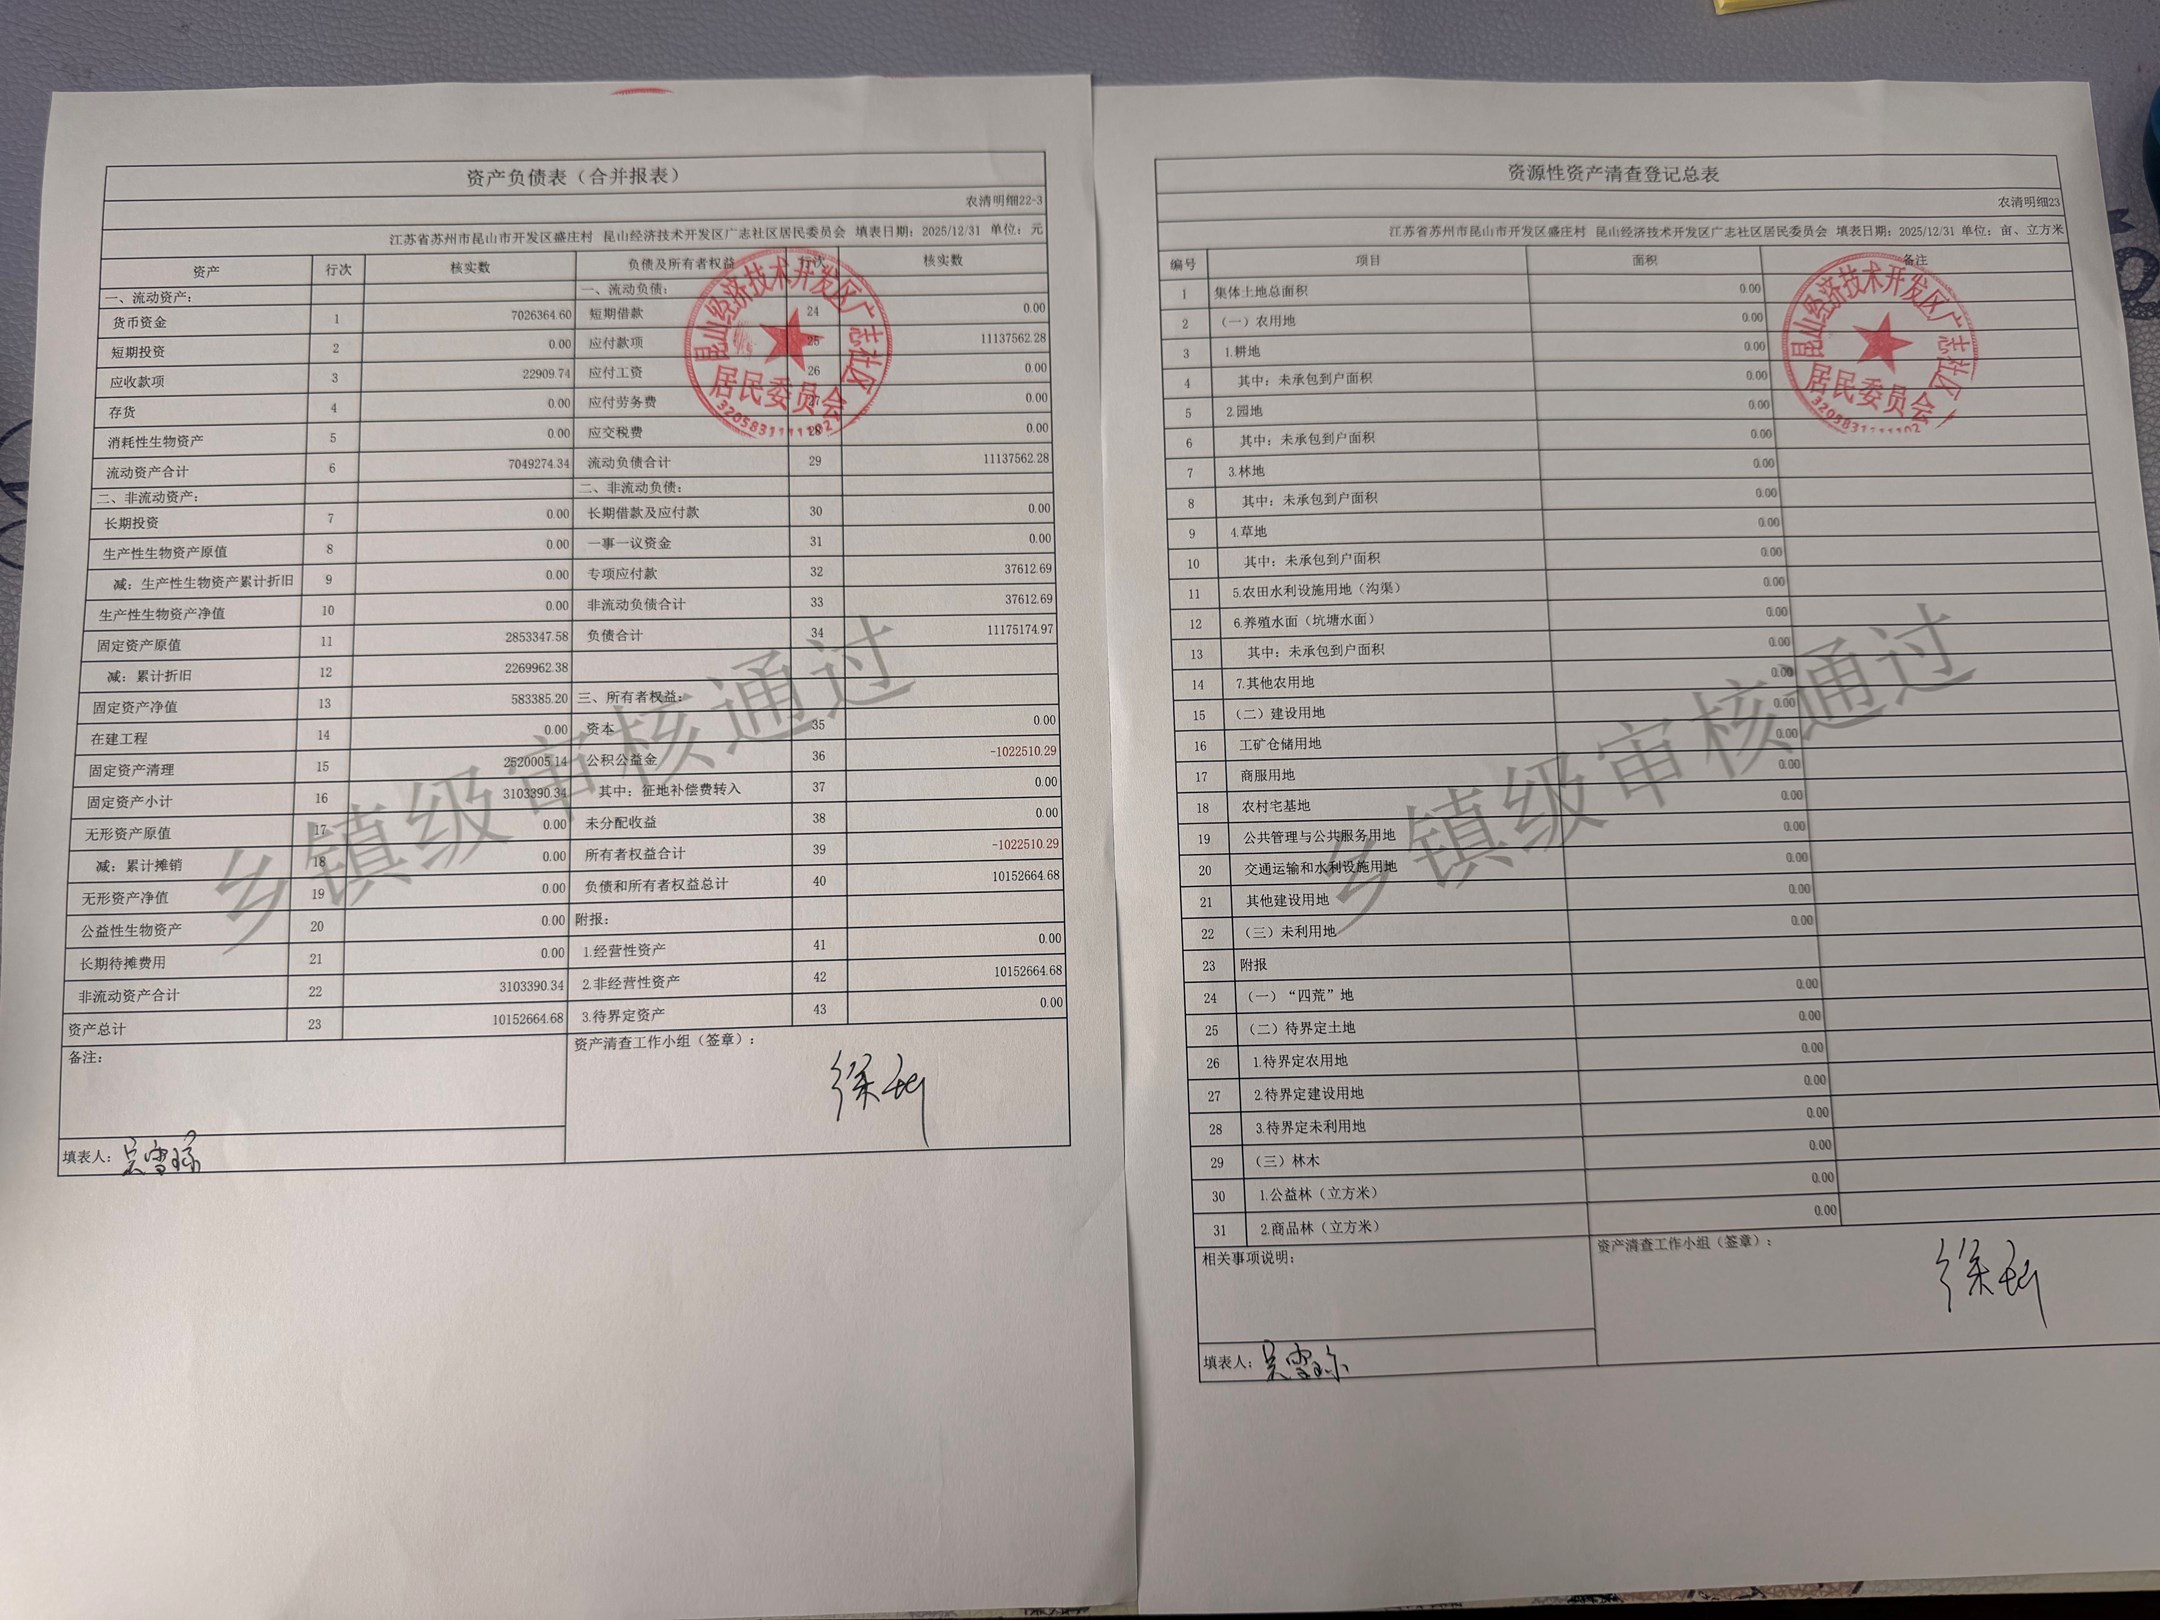 资产负债表（合并报表）
农清明细22-3
江苏省苏州市昆山市开发区盛庄村 昆山经济技术开发区广志社区居民委员会 填表日期：2025/12/31 单位：元
资产 行次 核实数 负债及所有者权益 行次 核实数
一、流动资产： 一、流动负债：
货币资金 1 7026364.60 短期借款 24 0.00
短期投资 2 0.00 应付款项 25 11137562.28
应收款项 3 22909.74 应付工资 26 0.00
存货 4 0.00 应付劳务费 27 0.00
消耗性生物资产 5 0.00 应交税费 28 0.00
流动资产合计 6 7049274.34 流动负债合计 29 11137562.28
二、非流动资产： 二、非流动负债：
长期投资 7 0.00 长期借款及应付款 30 0.00
生产性生物资产原值 8 0.00 一事一议资金 31 0.00
减：生产性生物资产累计折旧 9 0.00 专项应付款 32 37612.69
生产性生物资产净值 10 0.00 非流动负债合计 33 37612.69
固定资产原值 11 2853347.58 负债合计 34 11175174.97
减：累计折旧 12 2269962.38
固定资产净值 13 583385.20 三、所有者权益：
在建工程 14 0.00 资本 35 0.00
固定资产清理 15 2520005.14 公积公益金 36 -1022510.29
固定资产小计 16 3103390.34 其中：征地补偿费转入 37 0.00
无形资产原值 17 0.00 未分配收益 38 0.00
减：累计摊销 18 0.00 所有者权益合计 39 -1022510.29
无形资产净值 19 0.00 负债和所有者权益总计 40 10152664.68
公益性生物资产 20 0.00 附报：
长期待摊费用 21 0.00 1.经营性资产 41 0.00
非流动资产合计 22 3103390.34 2.非经营性资产 42 10152664.68
资产总计 23 10152664.68 3.待界定资产 43 0.00
备注： 资产清查工作小组（签章）：
填表人：
昆山经济技术开发区广志社区
居民委员会
乡镇级审核通过
资源性资产清查登记总表
农清明细23
江苏省苏州市昆山市开发区盛庄村 昆山经济技术开发区广志社区居民委员会 填表日期：2025/12/31 单位：亩、立方米
编号 项目 面积 备注
1 集体土地总面积 0.00
2 （一）农用地 0.00
3 1.耕地 0.00
4 其中：未承包到户面积 0.00
5 2.园地 0.00
6 其中：未承包到户面积 0.00
7 3.林地 0.00
8 其中：未承包到户面积 0.00
9 4.草地 0.00
10 其中：未承包到户面积 0.00
11 5.农田水利设施用地（沟渠） 0.00
12 6.养殖水面（坑塘水面） 0.00
13 其中：未承包到户面积 0.00
14 7.其他农用地 0.00
15 （二）建设用地 0.00
16 工矿仓储用地 0.00
17 商服用地 0.00
18 农村宅基地 0.00
19 公共管理与公共服务用地 0.00
20 交通运输和水利设施用地 0.00
21 其他建设用地 0.00
22 （三）未利用地 0.00
23 附报
24 （一）“四荒”地 0.00
25 （二）待界定土地 0.00
26 1.待界定农用地 0.00
27 2.待界定建设用地 0.00
28 3.待界定未利用地 0.00
29 （三）林木 0.00
30 1.公益林（立方米） 0.00
31 2.商品林（立方米） 0.00
相关事项说明： 资产清查工作小组（签章）：
填表人：
昆山经济技术开发区广志社区
居民委员会
乡镇级审核通过